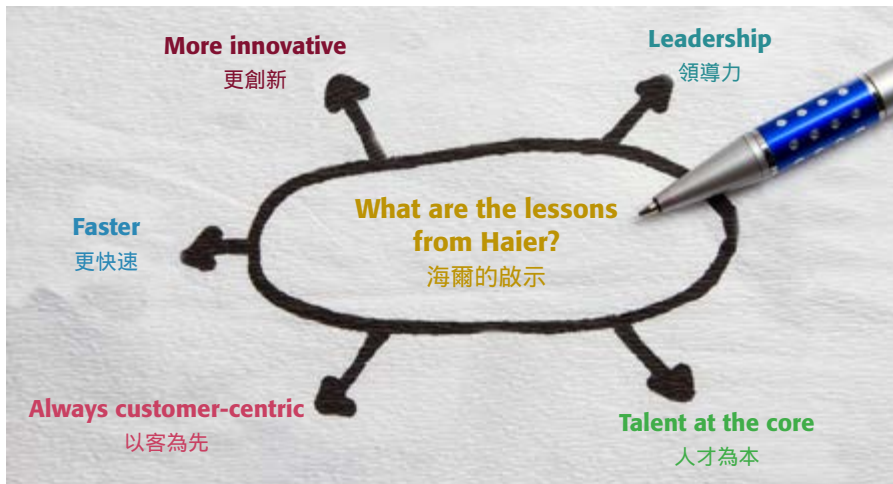 More innovative
更創新
Leadership
領導力
What are the lessons
from Haier?
海爾的啟示
Faster
更快速
Always customer-centric
以客為先
Talent at the core
人才為本